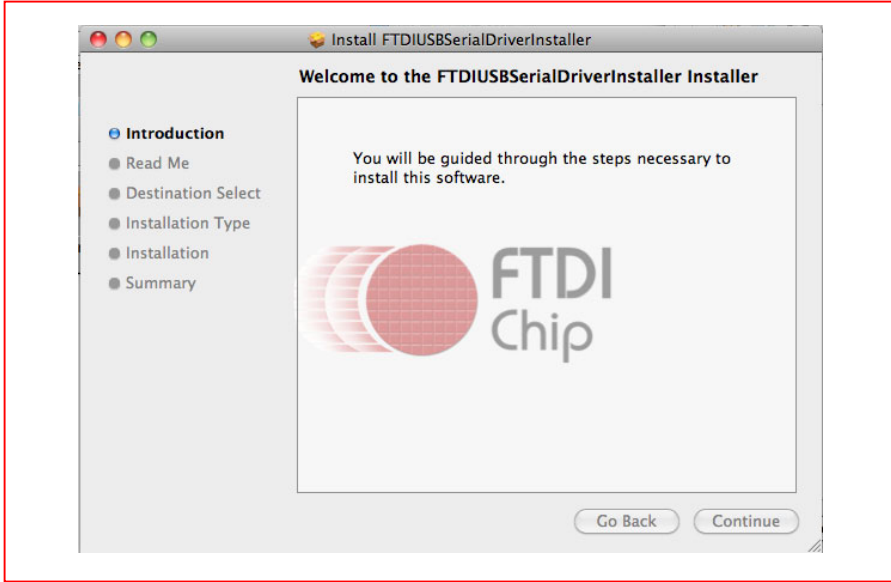 Install FTDIUSBSerialDriverInstaller
Welcome to the FTDIUSBSerialDriverInstaller Installer
Introduction
Read Me
Destination Select
Installation Type
Installation
Summary
You will be guided through the steps necessary to
install this software.
FTDI
Chip
Go Back
Continue